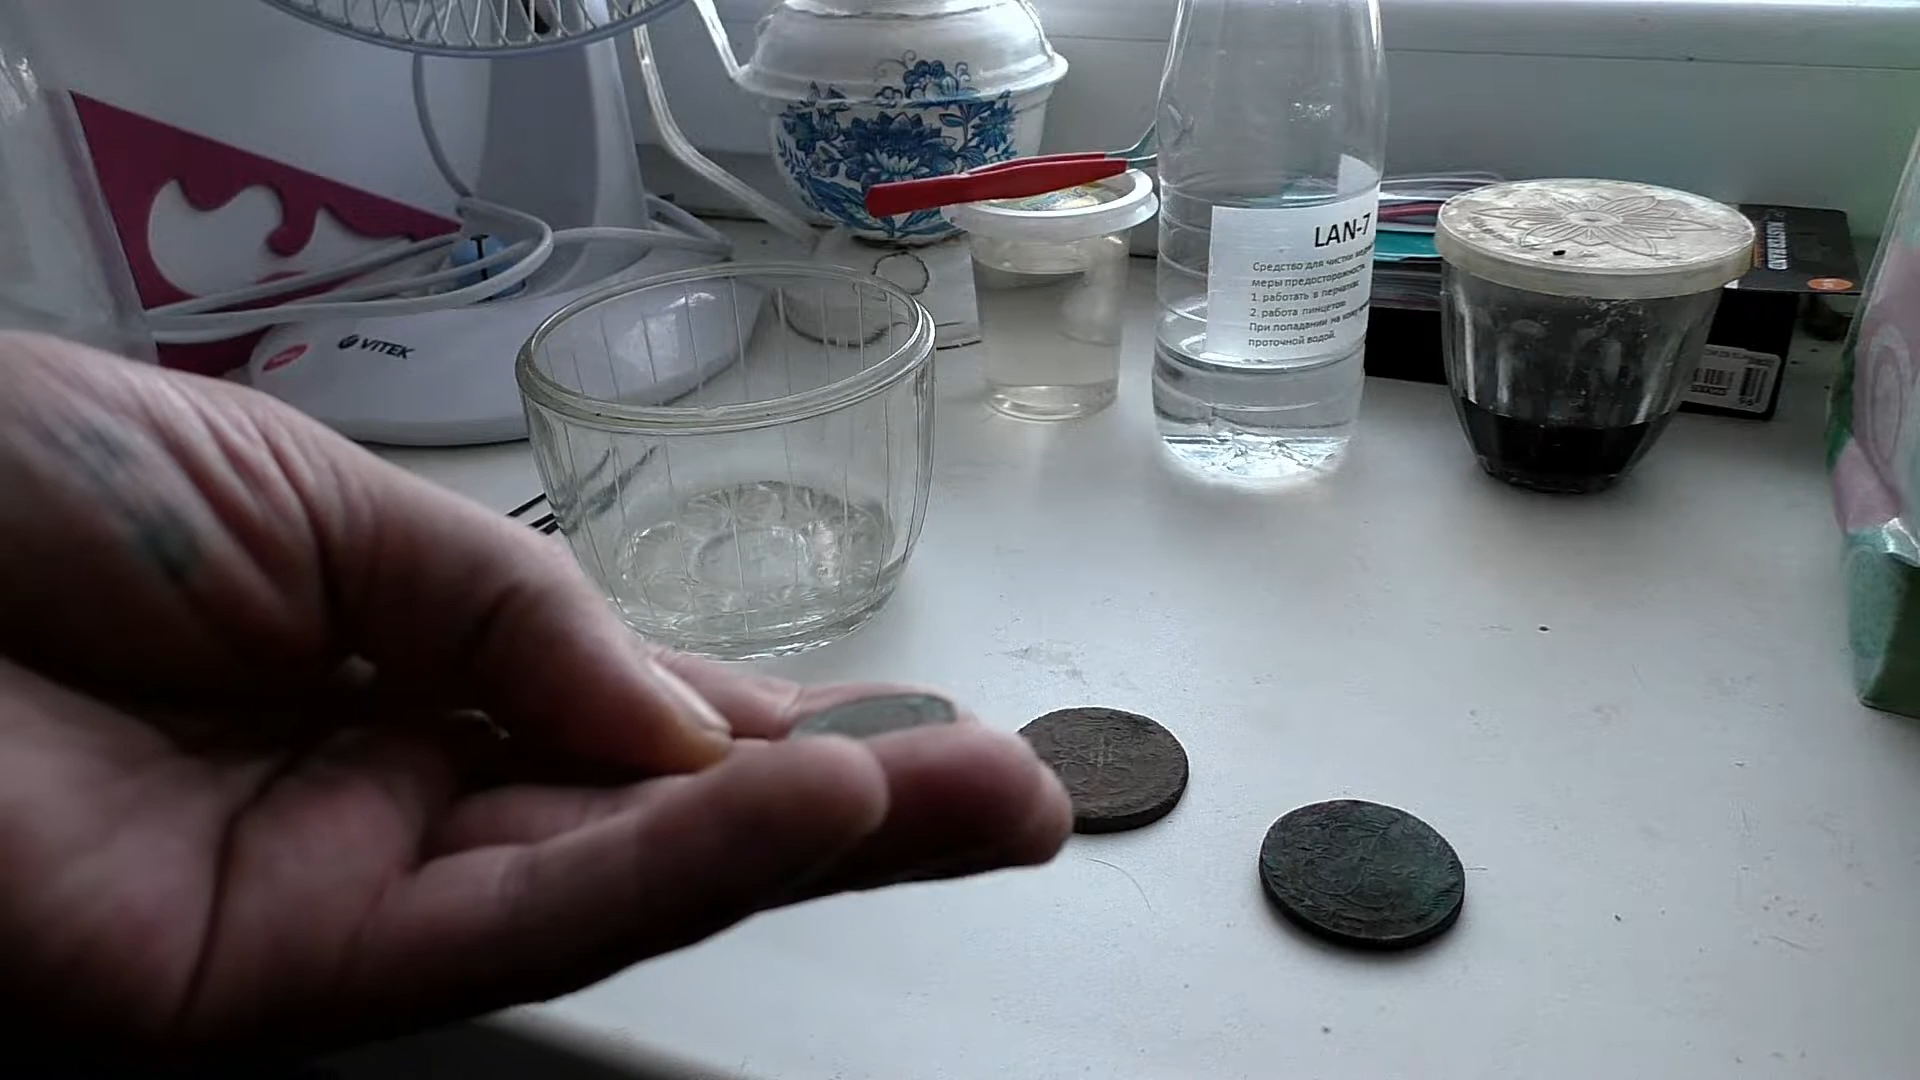 VITEK
LAN-7
Средство для чистки
меры предосторожности
1. работать в перчатках
2. работа пинцетом
При попадании на кожу
проточной водой.